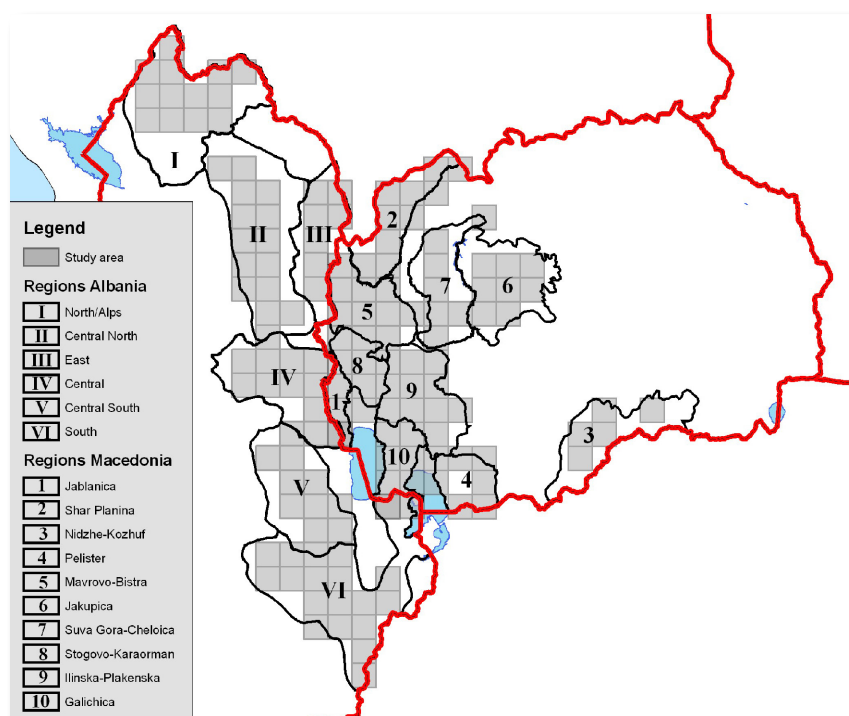 I
II
III
2
7
6
5
8
IV
1
9
3
10
4
V
VI
Legend
Study area
Regions Albania
I North/Alps
II Central North
III East
IV Central
V Central South
VI South
Regions Macedonia
1 Jablanica
2 Shar Planina
3 Nidzhe-Kozhuf
4 Pelister
5 Mavrovo-Bistra
6 Jakupica
7 Suva Gora-Cheloica
8 Stogovo-Karaorman
9 Ilinska-Plakenska
10 Galichica